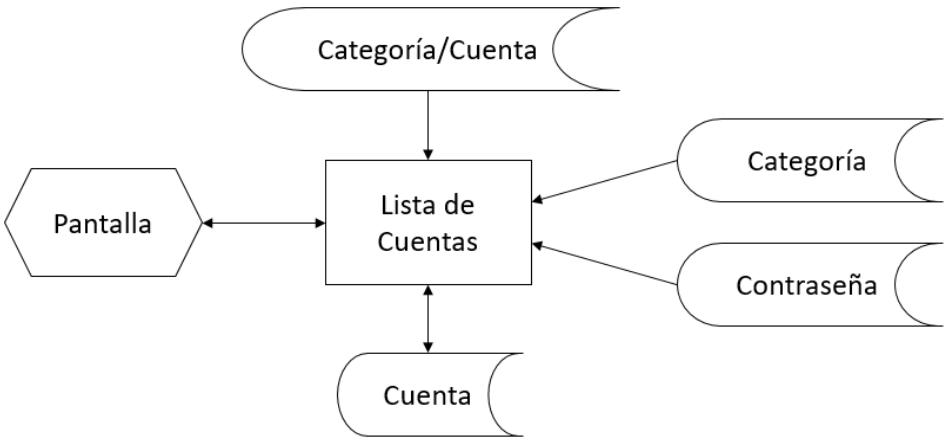 Categoría/Cuenta
Categoría
Pantalla
Lista de
Cuentas
Contraseña
Cuenta